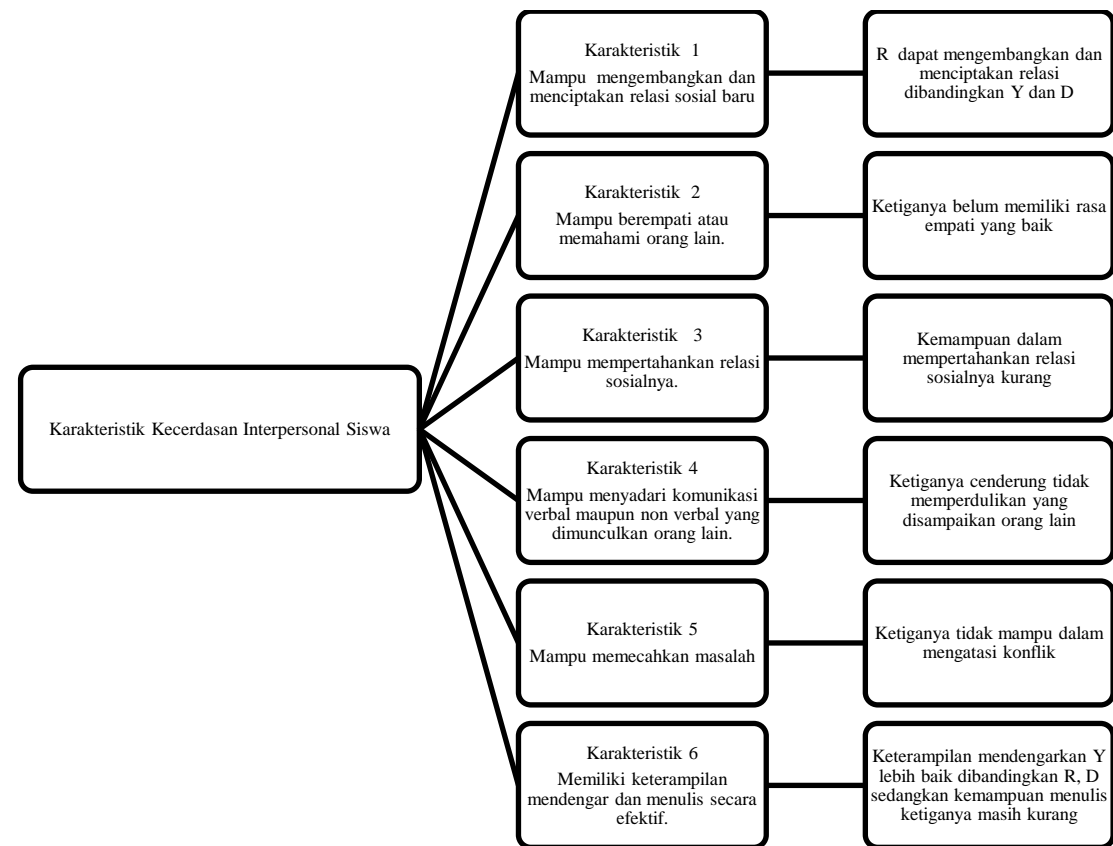 Karakteristik Kecerdasan Interpersonal Siswa
Karakteristik 1
Mampu mengembangkan dan
menciptakan relasi sosial baru
R dapat mengembangkan dan
menciptakan relasi
dibandingkan Y dan D
Karakteristik 2
Mampu berempati atau
memahami orang lain.
Ketiganya belum memiliki rasa
empati yang baik
Karakteristik 3
Mampu mempertahankan relasi
sosialnya.
Kemampuan dalam
mempertahankan relasi
sosialnya kurang
Karakteristik 4
Mampu menyadari komunikasi
verbal maupun non verbal yang
dimunculkan orang lain.
Ketiganya cenderung tidak
memperdulikan yang
disampaikan orang lain
Karakteristik 5
Mampu memecahkan masalah
Ketiganya tidak mampu dalam
mengatasi konflik
Karakteristik 6
Memiliki keterampilan
mendengar dan menulis secara
efektif.
Keterampilan mendengarkan Y
lebih baik dibandingkan R, D
sedangkan kemampuan menulis
ketiganya masih kurang